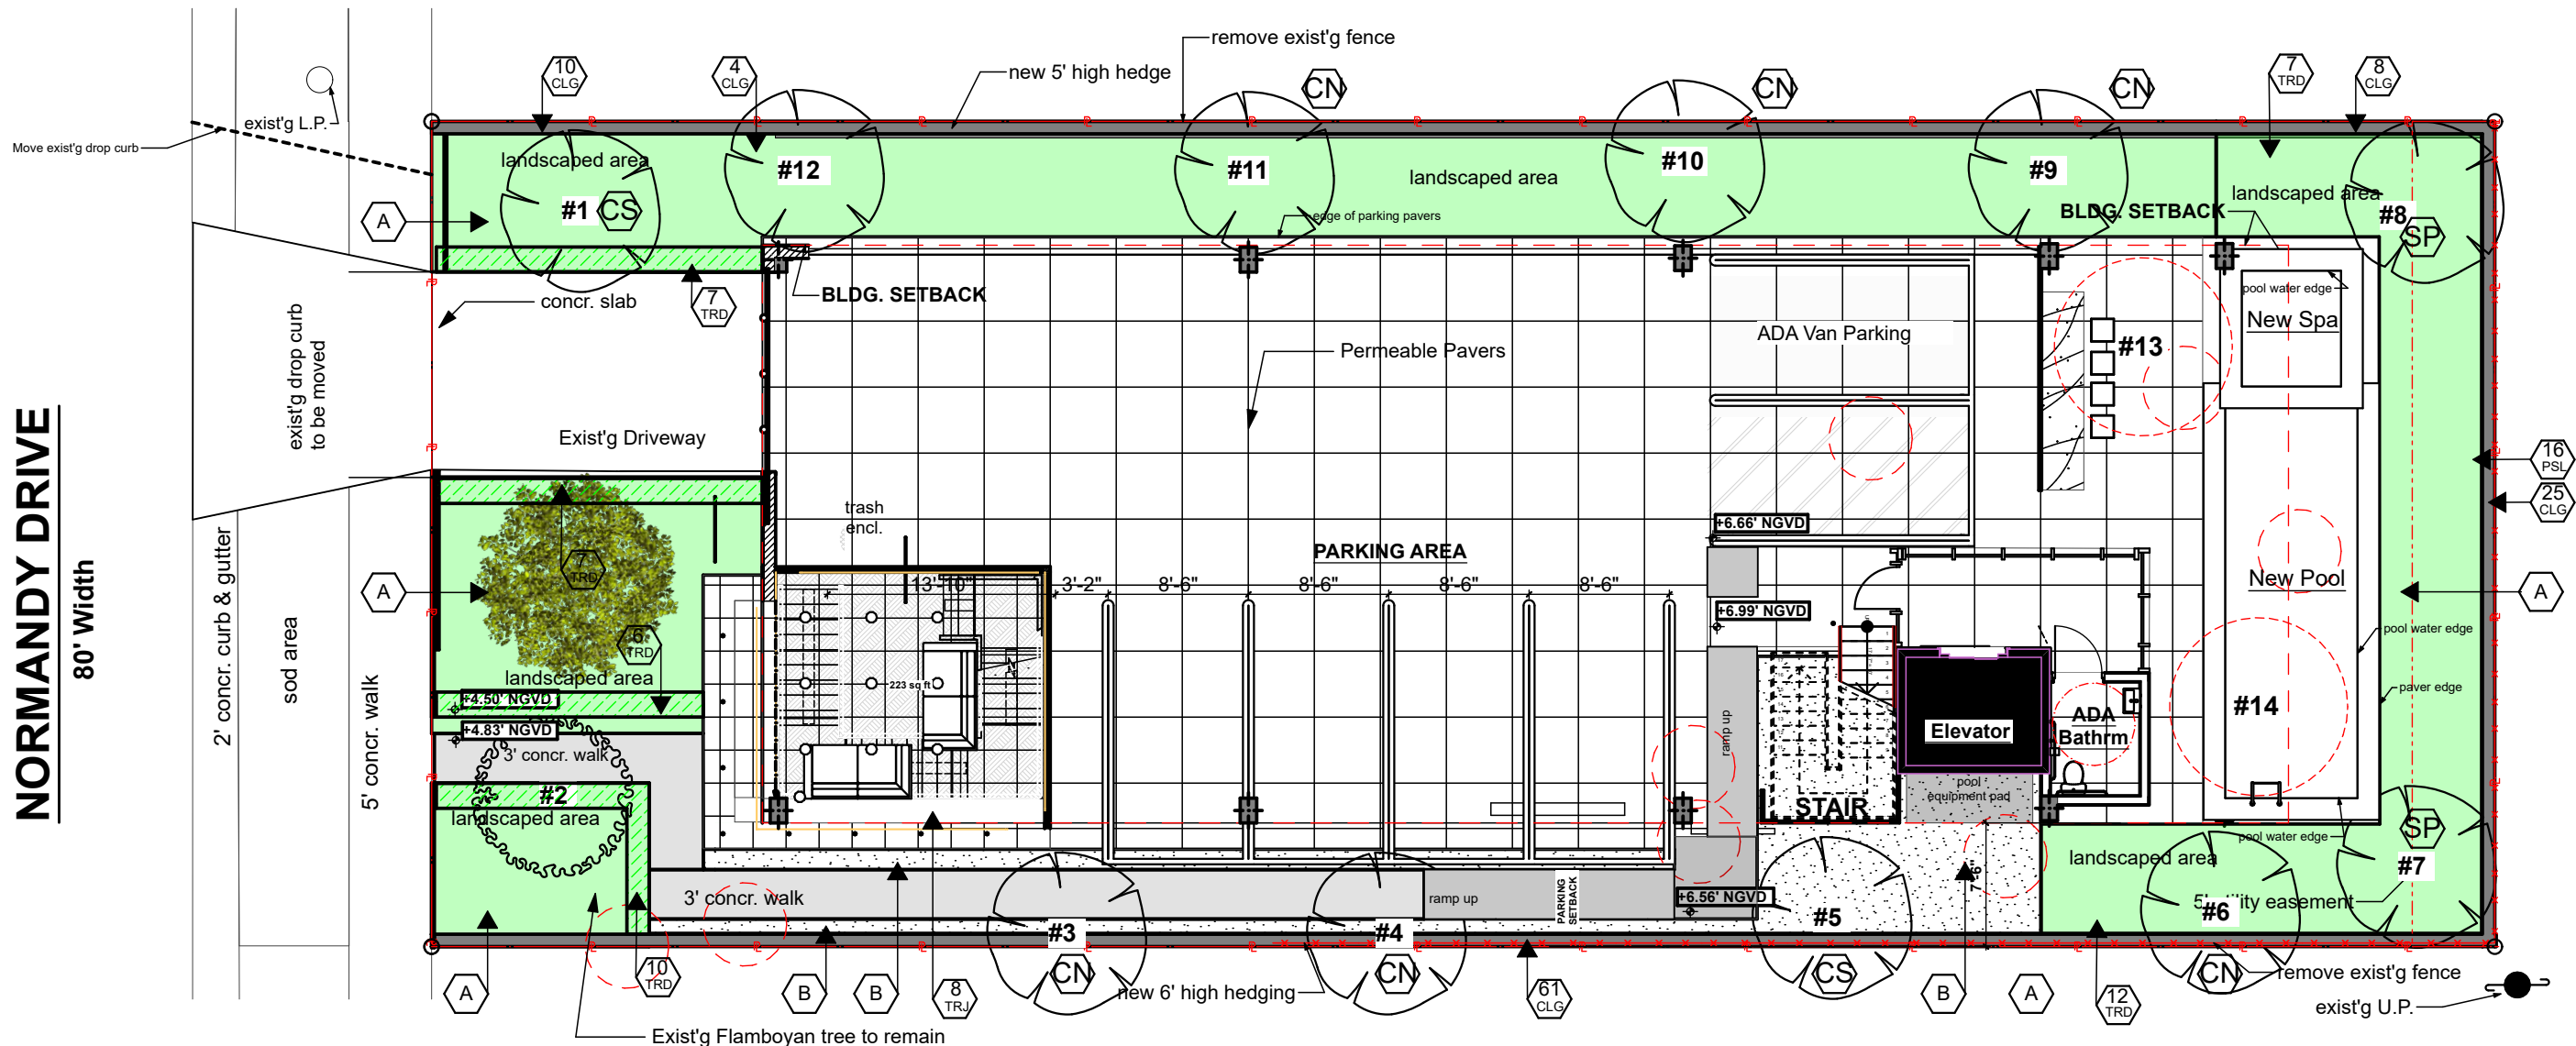 remove exist'g fence
new 5' high hedge
10
CLG
4
CLG
CN
CN
CN
7
TRD
8
CLG
exist'g L.P.
Move exist'g drop curb
landscaped area
#12
#11
#10
#9
landscaped area
landscaped area
#1
CS
A
edge of parking pavers
BLDG. SETBACK
#8
SP
concr. slab
7
TRD
BLDG. SETBACK
pool water edge
New Spa
ADA Van Parking
#13
Permeable Pavers
exist'g drop curb
to be moved
Exist'g Driveway
NORMANDY DRIVE
80' Width
16
PSL
25
CLG
trash
encl.
+6.66' NGVD
PARKING AREA
7
TRD
A
13'-10"
3'-2"
8'-6"
8'-6"
8'-6"
8'-6"
New Pool
A
+6.99' NGVD
2' concr. curb & gutter
sod area
5' concr. walk
6
TRD
pool water edge
landscaped area
223 sq ft
paver edge
+4.50' NGVD
+4.83' NGVD
3' concr. walk
ramp up
Elevator
ADA
Bathrm
#14
#2
landscaped area
pool
equipment pad
STAIR
pool water edge
SP
landscaped area
#7
7'-6"
3' concr. walk
ramp up
PARKING
SETBACK
+6.56' NGVD
5' utility easement
#3
#4
#5
#6
A
10
TRD
B
B
8
TRJ
CN
CN
new 6' high hedging
61
CLG
CS
B
A
12
TRD
CN
remove exist'g fence
exist'g U.P.
Exist'g Flamboyan tree to remain